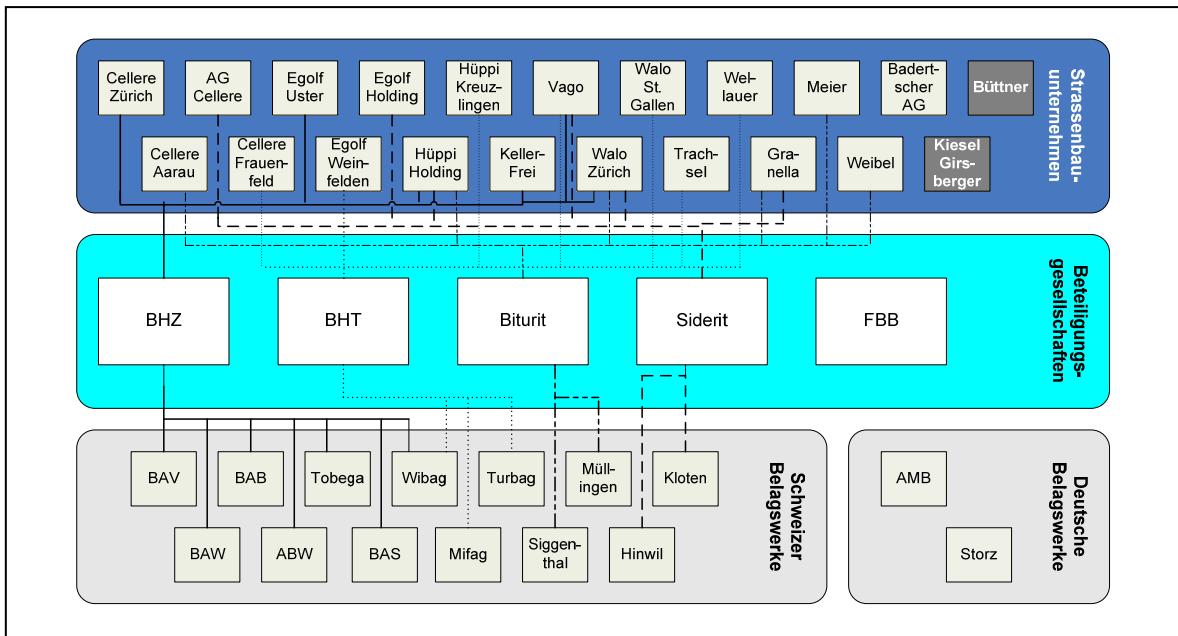 Cellere
Zürich
AG
Cellere
Egolf
Uster
Egolf
Holding
Hüppi
Kreuz-
lingen
Vago
Walo
St.
Gallen
Wel-
lauer
Meier
Badert-
scher
AG
Büttner
Cellere
Aarau
Cellere
Frauen-
feld
Egolf
Wein-
felden
Hüppi
Holding
Keller-
Frei
Walo
Zürich
Trach-
sel
Gra-
nella
Weibel
Kiesel
Girs-
berger
Strassenbau-
unternehmen
BHZ
BHT
Biturit
Siderit
FBB
Beteiligungs-
gesellschaften
BAV
BAB
Tobega
Wibag
Turbag
Müll-
ingen
Kloten
BAW
ABW
BAS
Mifag
Siggen-
thal
Hinwil
Schweizer
Belagswerke
AMB
Storz
Deutsche
Belagswerke